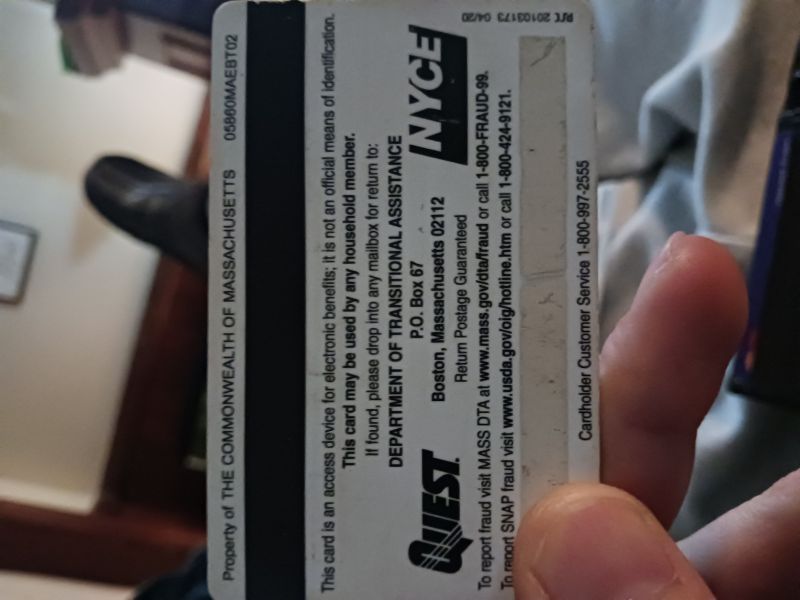 Property of THE COMMONWEALTH OF MASSACHUSETTS 05860MAEBT02
This card is an access device for electronic benefits; it is not an official means of identification.
This card may be used by any household member.
If found, please drop into any mailbox for return to:
DEPARTMENT OF TRANSITIONAL ASSISTANCE
P.O. Box 67
Boston, Massachusetts 02112
Return Postage Guaranteed
QUEST.
NYCE
To report fraud visit MASS DTA at www.mass.gov/dta/fraud or call 1-800-FRAUD-99.
To report SNAP fraud visit www.usda.gov/oig/hotline.htm or call 1-800-424-9121.
Cardholder Customer Service 1-800-997-2555
20103173 04/20